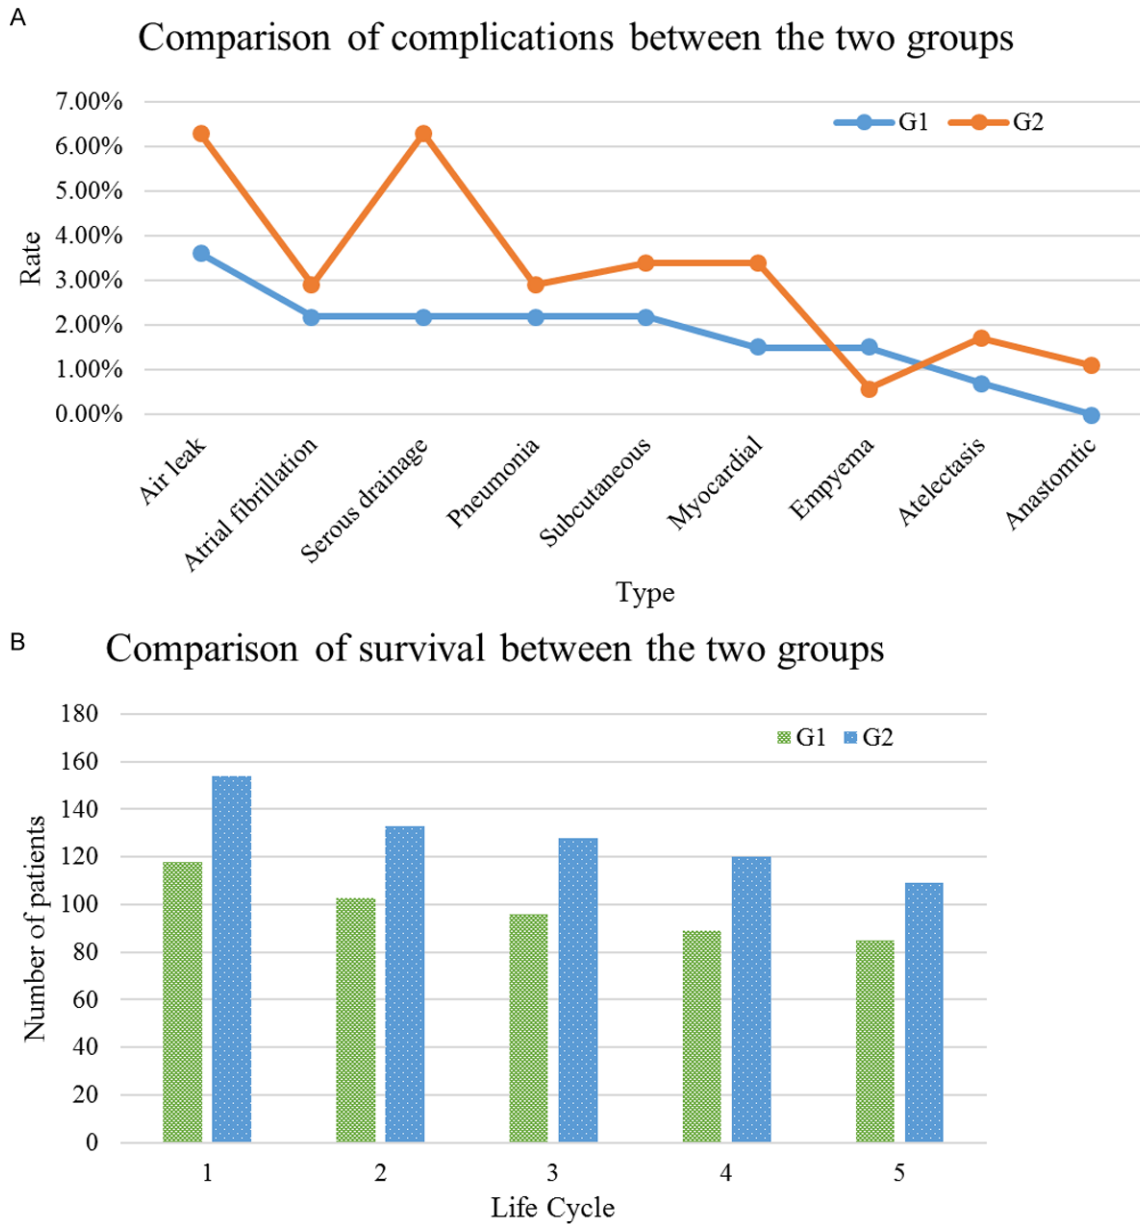 A
Comparison of complications between the two groups
7.00%
6.00%
5.00%
4.00%
3.00%
2.00%
1.00%
0.00%
Rate
G1 G2
Air leak
Atrial fibrillation
Serous drainage
Pneumonia
Subcutaneous
Myocardial
Empyema
Atelectasis
Anastomtic
Type
B
Comparison of survival between the two groups
180
160
140
120
100
80
60
40
20
0
Number of patients
G1 G2
1 2 3 4 5
Life Cycle